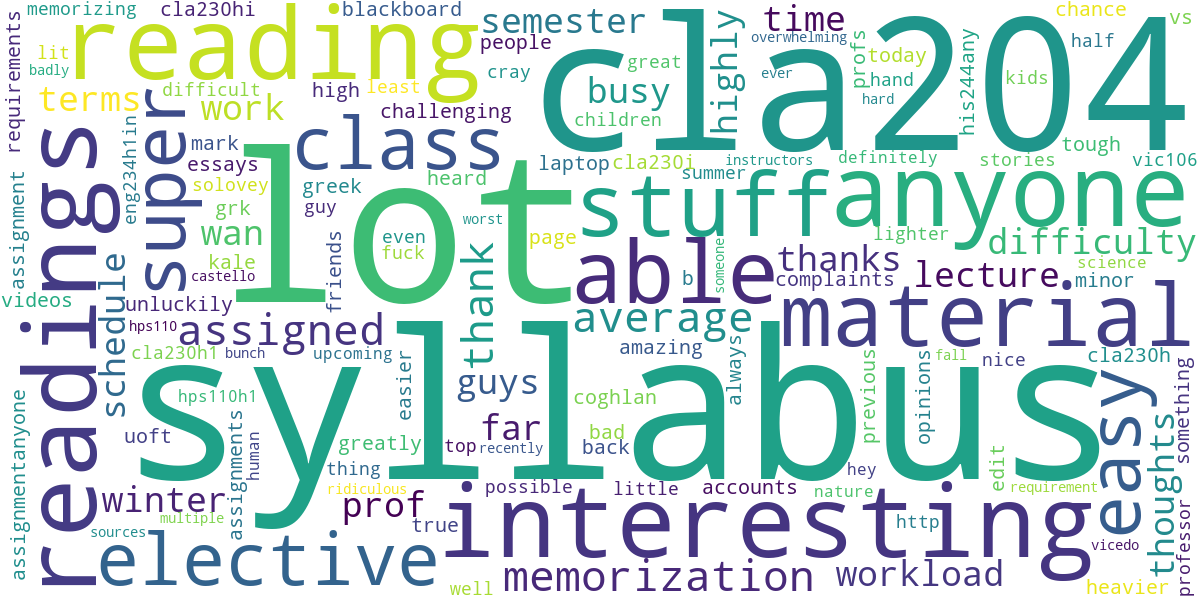 memorizing
cla230hi
blackboard
semester
time
chance
vs
requirements
lit
reading
people
cla204
highly
overwhelming
profs
today
half
badly
cray
great
busy
ever
hand
kids
his244any
terms
difficult
work
high
least
challenging
children
hard
super
mark
class
laptop
cla230j
instructors
definitely
stories
tough
vic106
essays
solovey
greek
heard
summer
readings
assignment
eng234h1in
lot
grk
guy
worst
stuff
anyone
wan
even
fuck
page
able
thanks
lighter
difficulty
kale
castello
friends
thank
someone
b
complaints
lecture
science
minor
videos
schedule
unluckily
hps110
assigned
average
material
cla230h1
bunch
upcoming
amazing
always
previous
opinions
fall
nice
cla230h
something
syllabus
hps110h1
easier
guys
coghlan
easy
thoughts
assignmentanyone
uoft
assignments
human
greatly
top
far
recently
bad
back
thing
hey
edit
winter
ridiculous
prof
possible
little
accounts
nature
requirement
multiple
sources
true
interesting
http
vicedo
professor
elective
well
memorization
workload
heavier